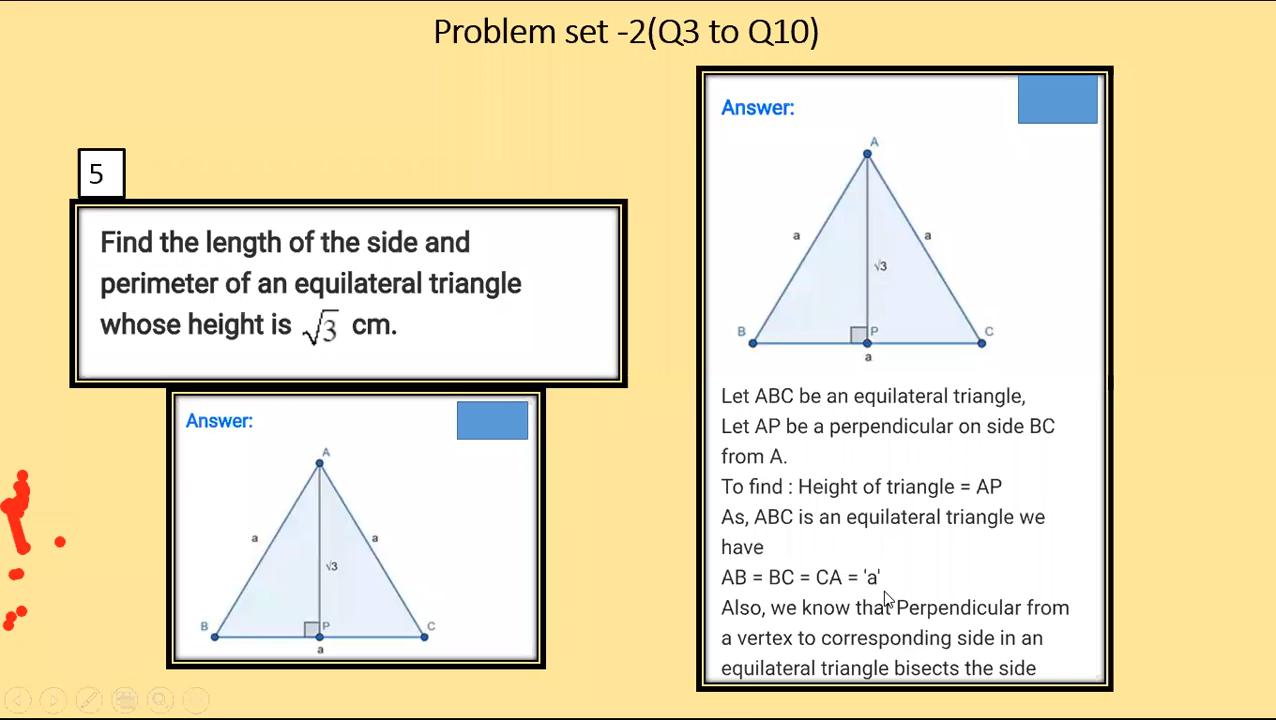 Problem set -2(Q3 to Q10)
5
Find the length of the side and
perimeter of an equilateral triangle
whose height is √3 cm.
Answer:
A
a
a
√3
B
P
C
a
Answer:
A
a
a
√3
B
P
C
a
Let ABC be an equilateral triangle,
Let AP be a perpendicular on side BC
from A.
To find : Height of triangle = AP
As, ABC is an equilateral triangle we
have
AB = BC = CA = 'a'
Also, we know that Perpendicular from
a vertex to corresponding side in an
equilateral triangle bisects the side